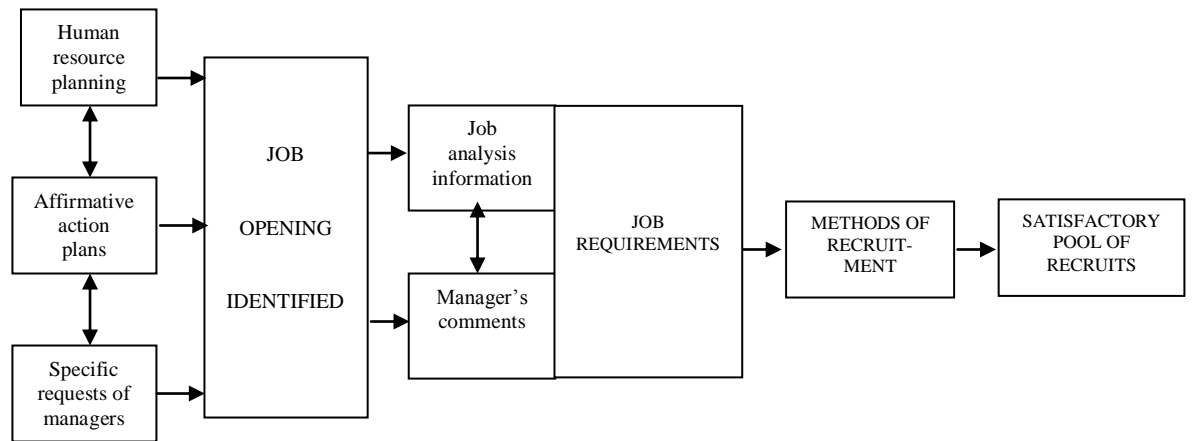 Human
resource
planning
Affirmative
action
plans
Specific
requests of
managers
JOB
OPENING
IDENTIFIED
Job
analysis
information
Manager’s
comments
JOB
REQUIREMENTS
METHODS OF
RECRUIT-
MENT
SATISFACTORY
POOL OF
RECRUITS